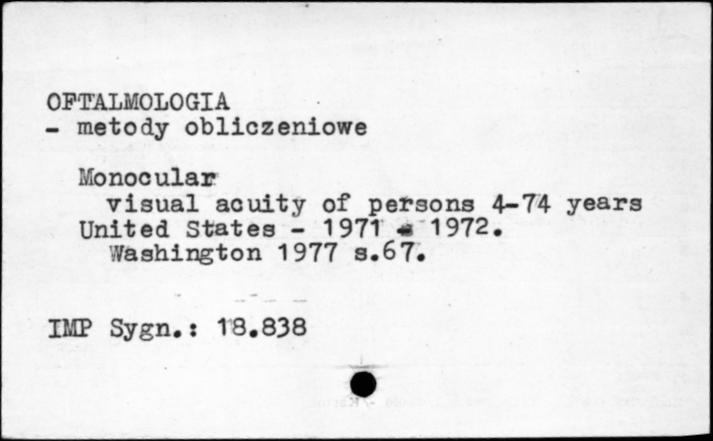 OFTALMOLOGIA
- metody obliczeniowe
Monocular
visual acuity of persons 4-74 years
United States - 1971 - 1972.
Washington 1977 s.67.
IMP Sygn.: 18.838